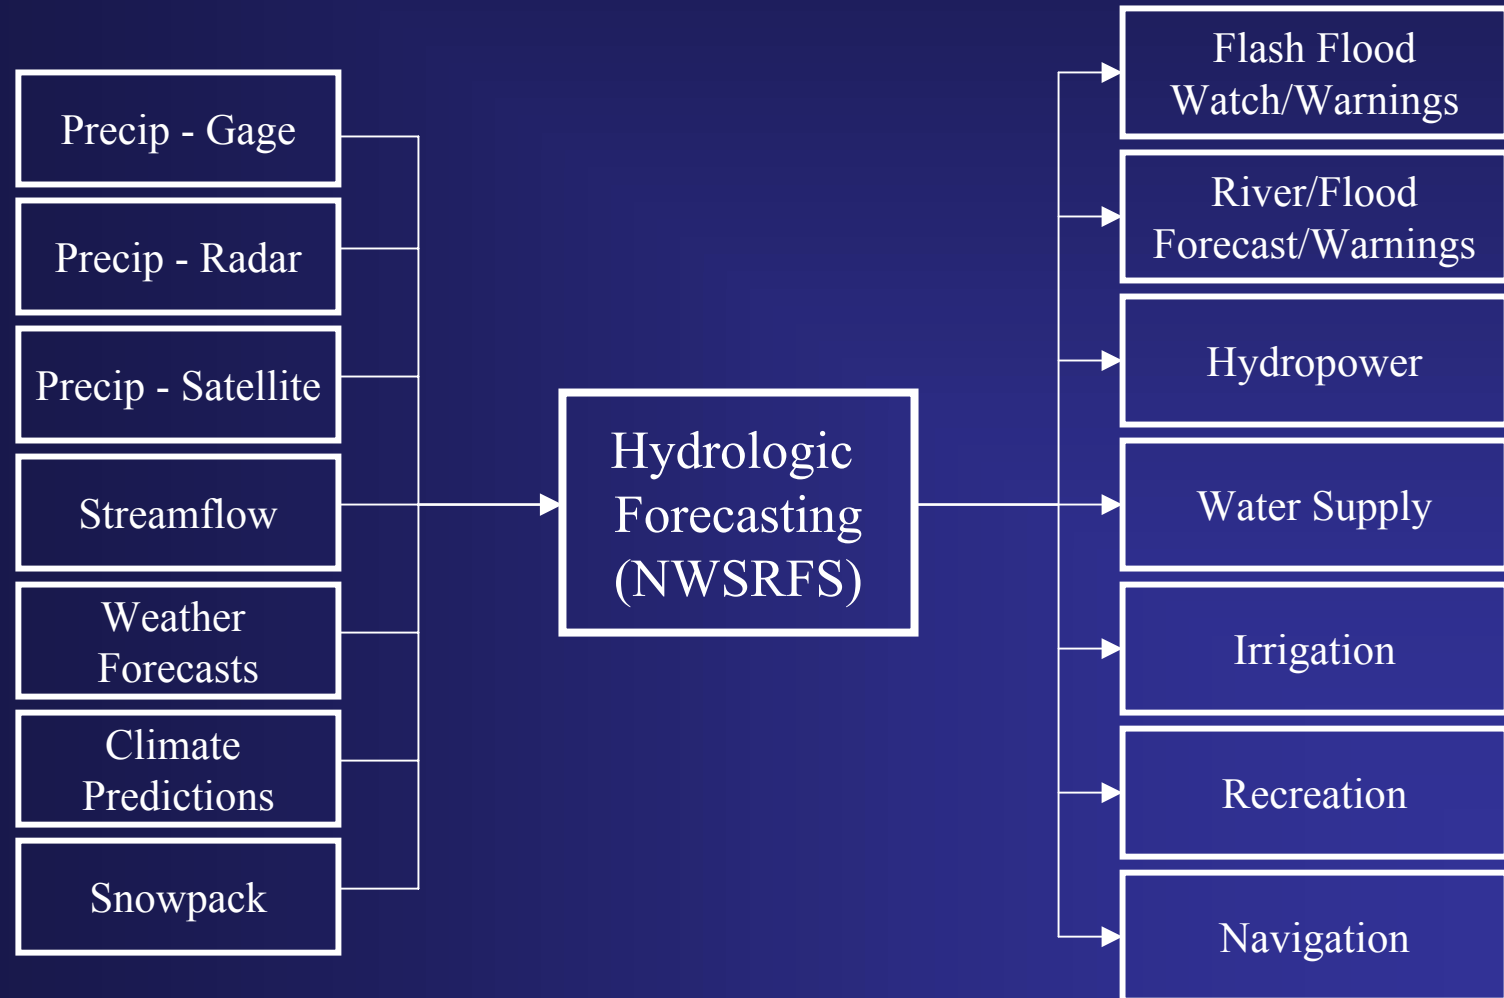 Precip - Gage
Precip - Radar
Precip - Satellite
Streamflow
Weather
Forecasts
Climate
Predictions
Snowpack
Hydrologic
Forecasting
(NWSRFS)
Flash Flood
Watch/Warnings
River/Flood
Forecast/Warnings
Hydropower
Water Supply
Irrigation
Recreation
Navigation